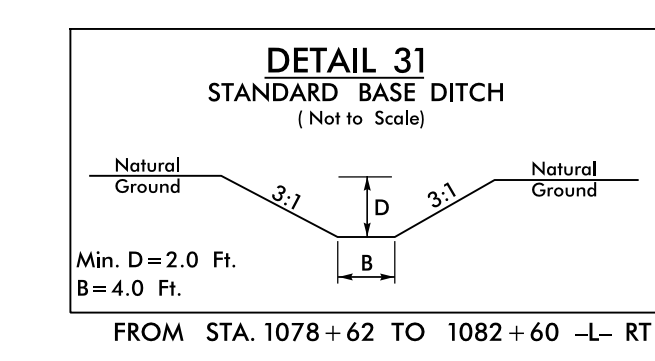 DETAIL 31
STANDARD BASE DITCH
( Not to Scale)
Natural
Ground
3:1
D
3:1
Natural
Ground
Min. D=2.0 Ft.
B
B=4.0 Ft.
FROM STA. 1078+62 TO 1082+60 -L- RT